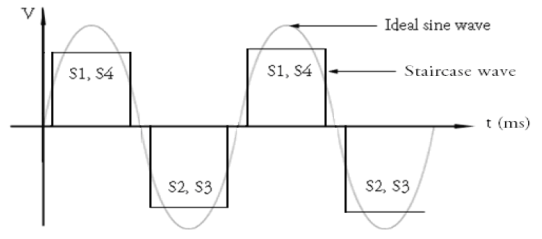 V
Ideal sine wave
S1, S4
S1, S4
Staircase wave
t (ms)
S2, S3
S2, S3